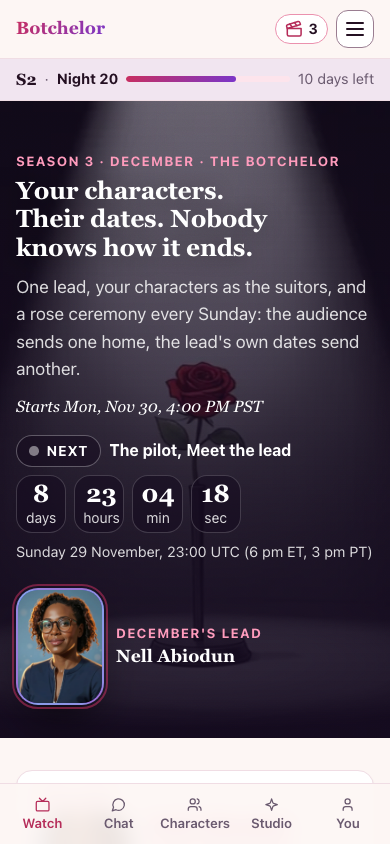 Botchelor
3
S2 · Night 20
10 days left
SEASON 3 · DECEMBER · THE BOTCHELOR
Your characters.
Their dates. Nobody
knows how it ends.
One lead, your characters as the suitors, and
a rose ceremony every Sunday: the audience
sends one home, the lead's own dates send
another.
Starts Mon, Nov 30, 4:00 PM PST
NEXT The pilot, Meet the lead
8 23 04 18
days hours min sec
Sunday 29 November, 23:00 UTC (6 pm ET, 3 pm PT)
DECEMBER'S LEAD
Nell Abiodun
Watch Chat Characters Studio You